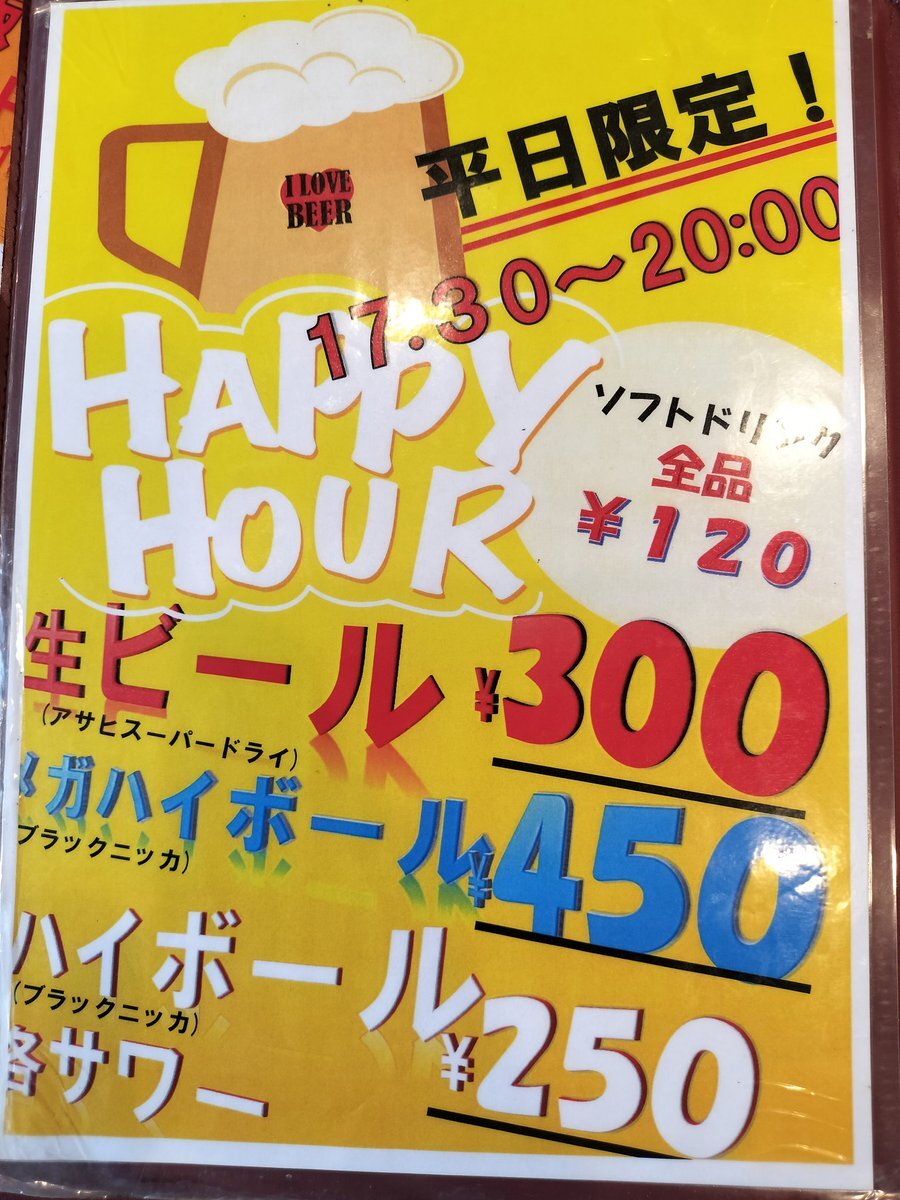 I LOVE
BEER
平日限定！
17.30～20:00
HAPPY
HOUR
ソフトドリンク
全品
¥120
生ビール ¥300
(アサヒスーパードライ)
メガハイボール ¥450
ブラックニッカ)
ハイボール
(ブラックニッカ)
各サワー ¥250